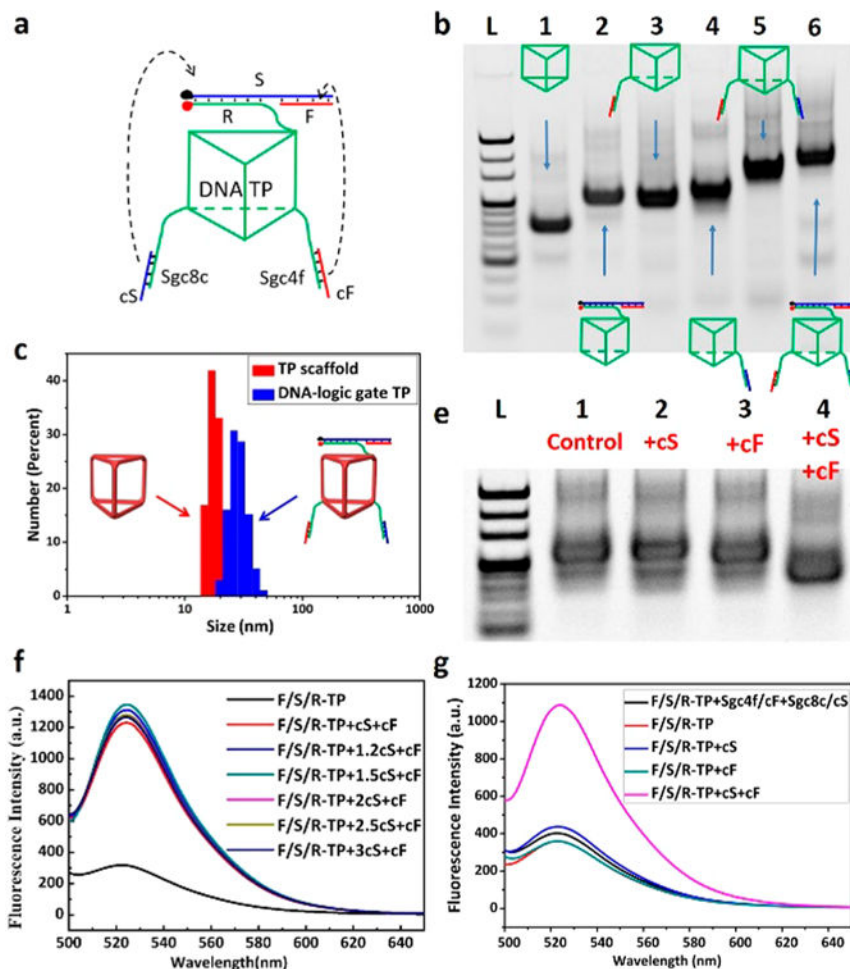 a
S
R
F
DNA TP
Sgc8c
Sgc4f
cS
cF
b
L 1 2 3 4 5 6
c
TP scaffold
DNA-logic gate TP
Number (Percent)
40
30
20
10
0
1 10 100 1000
Size (nm)
e
L 1 2 3 4
Control +cS +cF +cS
+cF
f
Fluorescence Intensity (a.u.)
1400
1200
1000
800
600
400
200
0
F/S/R-TP
F/S/R-TP+cS+cF
F/S/R-TP+1.2cS+cF
F/S/R-TP+1.5cS+cF
F/S/R-TP+2cS+cF
F/S/R-TP+2.5cS+cF
F/S/R-TP+3cS+cF
500 520 540 560 580 600 620 640
Wavelength(nm)
g
Fluorescence Intensity (a.u.)
1200
1000
800
600
400
200
0
F/S/R-TP+Sgc4f/cF+Sgc8c/cS
F/S/R-TP
F/S/R-TP+cS
F/S/R-TP+cF
F/S/R-TP+cS+cF
500 520 540 560 580 600 620 640
Wavelength(nm)